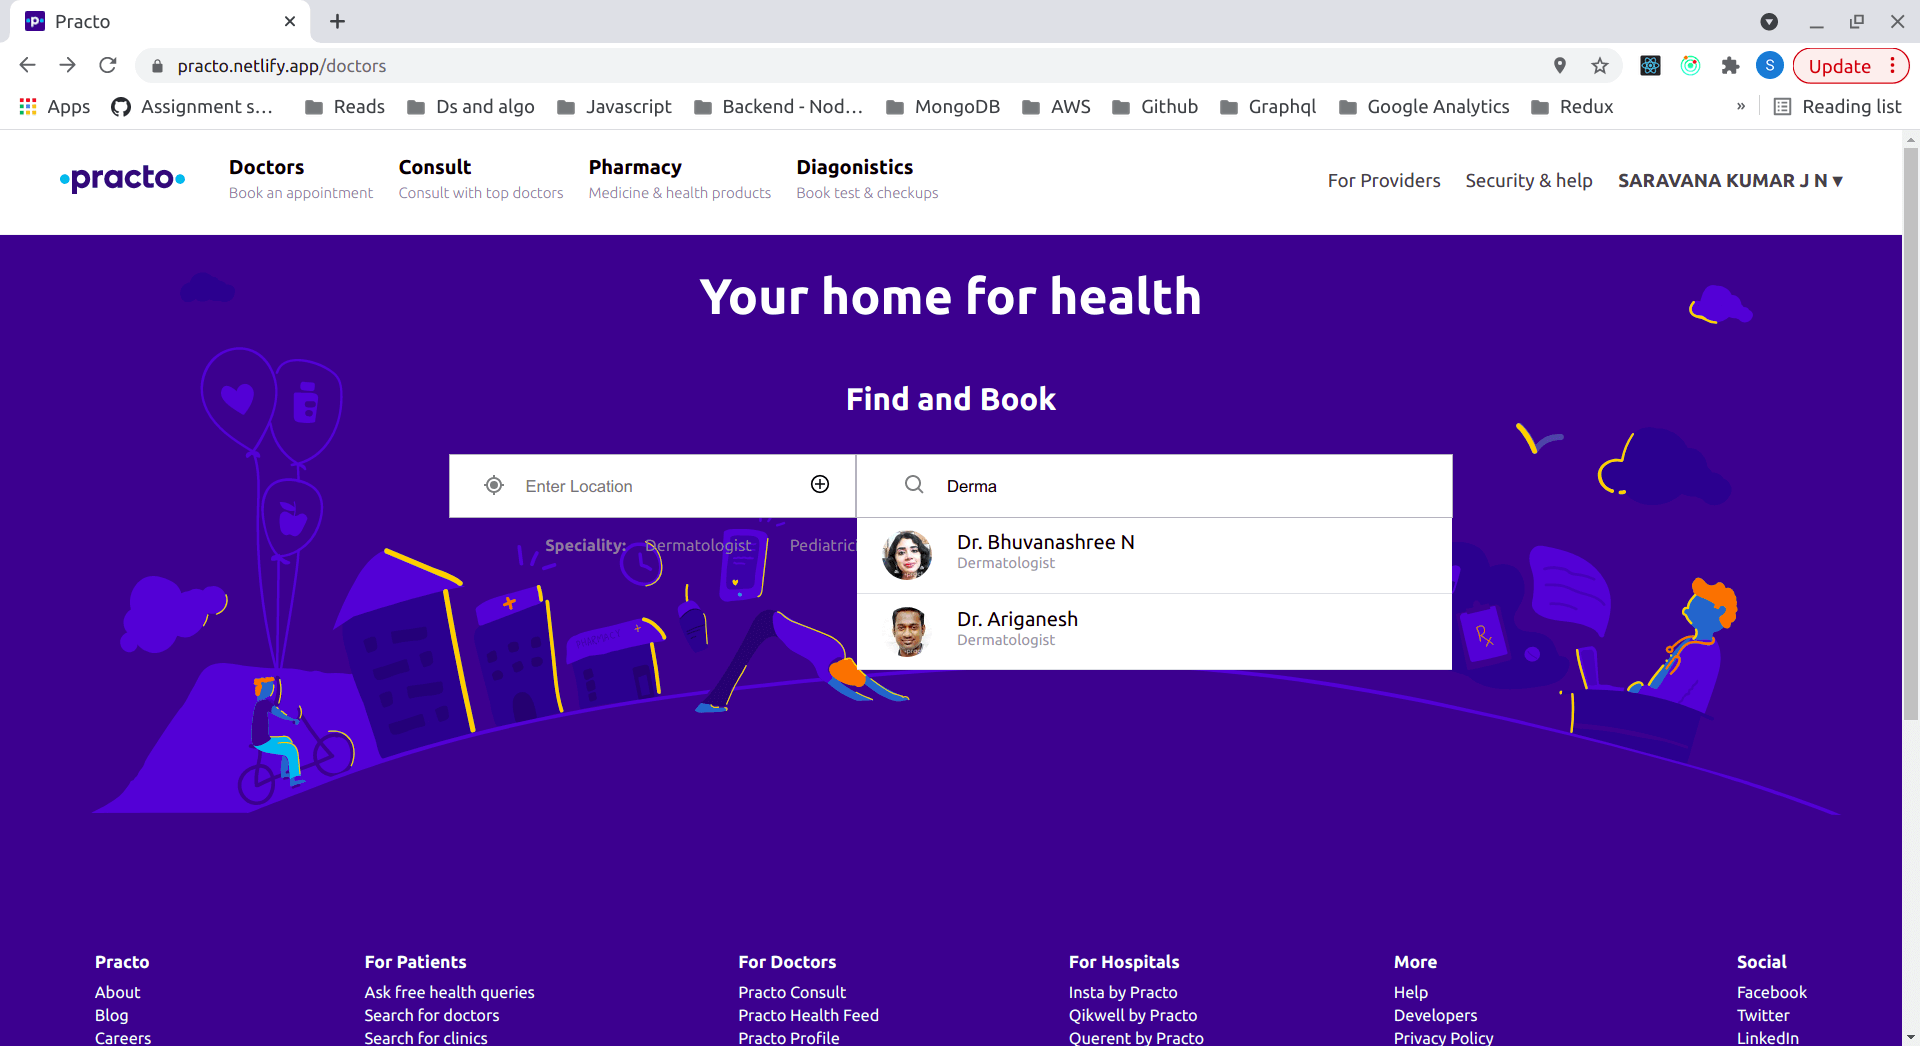 Practo
practo.netlify.app/doctors
S
Update
Apps
Assignment s...
Reads
Ds and algo
Javascript
Backend - Nod...
MongoDB
AWS
Github
Graphql
Google Analytics
Redux
»
Reading list
practo
Doctors
Book an appointment
Consult
Consult with top doctors
Pharmacy
Medicine & health products
Diagonistics
Book test & checkups
For Providers
Security & help
SARAVANA KUMAR J N ▾
Your home for health
Find and Book
Enter Location
Derma
Speciality:
Dermatologist
Pediatrici
Dr. Bhuvanashree N
Dermatologist
Dr. Ariganesh
Dermatologist
Rx
Practo
About
Blog
Careers
For Patients
Ask free health queries
Search for doctors
Search for clinics
For Doctors
Practo Consult
Practo Health Feed
Practo Profile
For Hospitals
Insta by Practo
Qikwell by Practo
Querent by Practo
More
Help
Developers
Privacy Policy
Social
Facebook
Twitter
LinkedIn